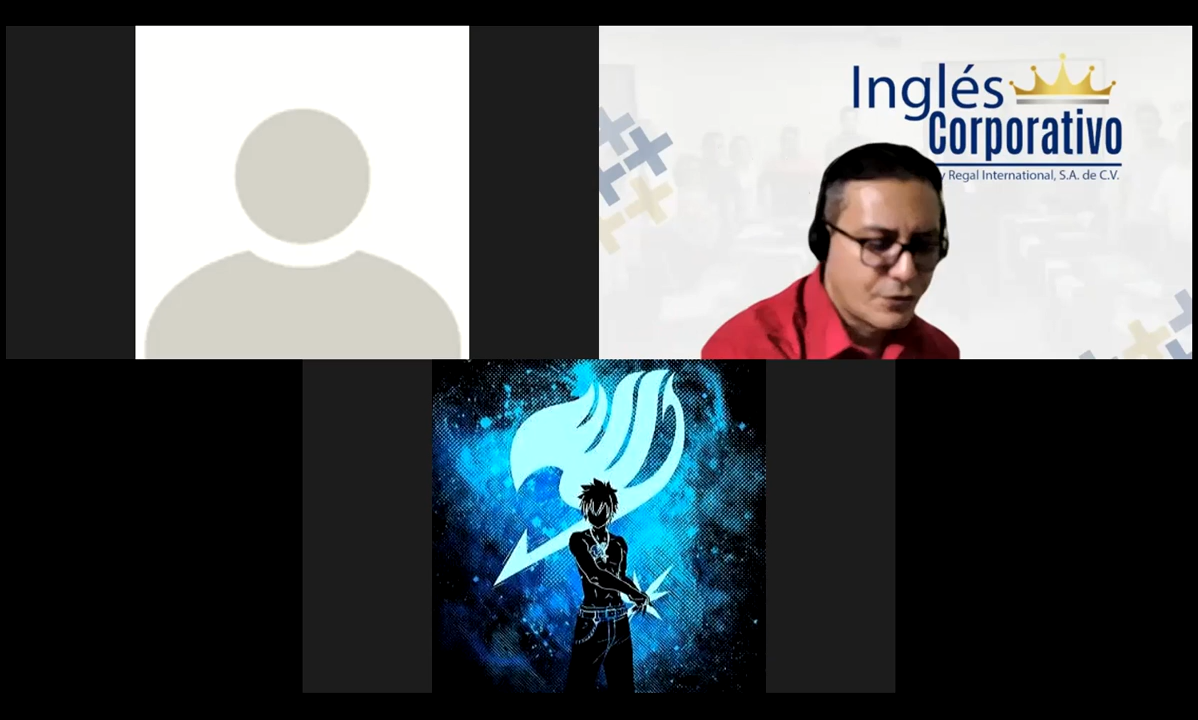 Inglés
Corporativo
y Regal International, S.A. de C.V.